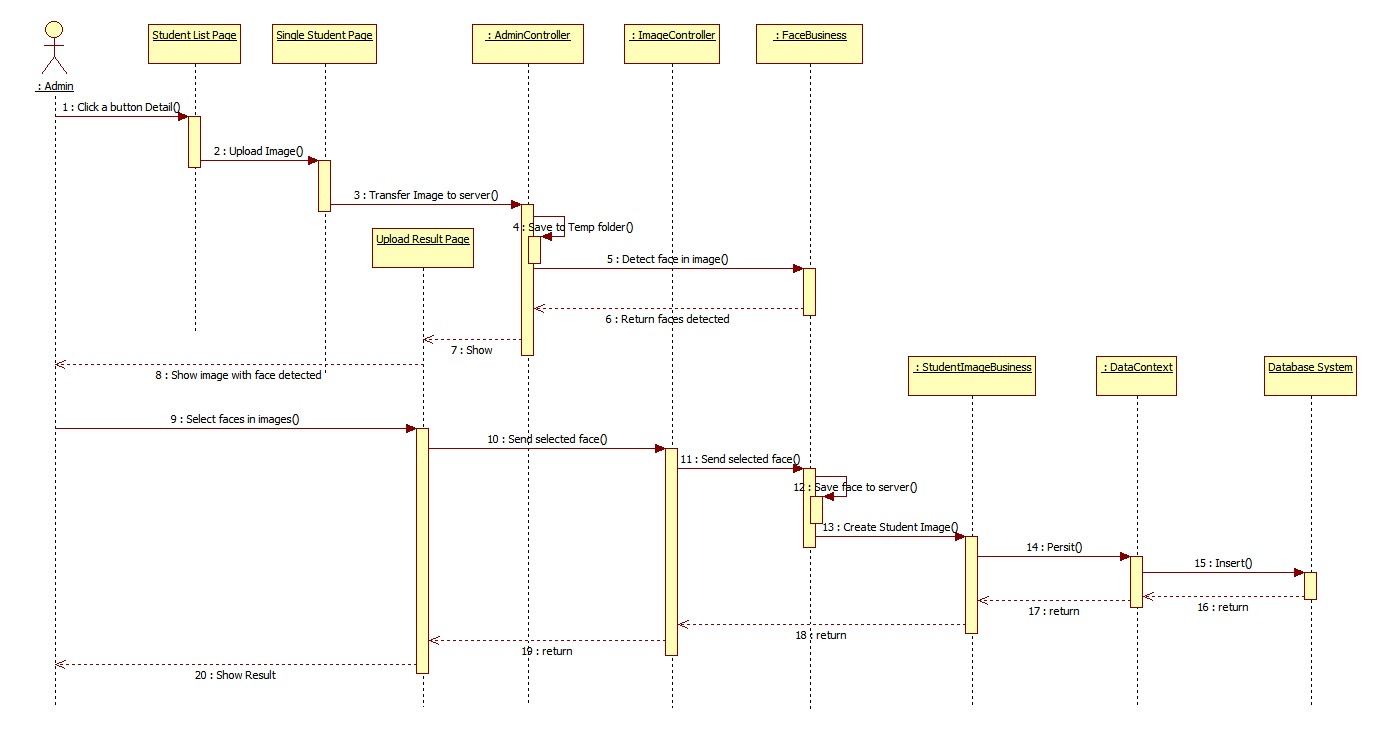 Student List Page
Single Student Page
: AdminController
: ImageController
: FaceBusiness
: Admin
1 : Click a button Detail()
2 : Upload Image()
3 : Transfer Image to server()
4 : Save to Temp folder()
Upload Result Page
5 : Detect face in image()
6 : Return faces detected
7 : Show
8 : Show image with face detected
: StudentImageBusiness
: DataContext
Database System
9 : Select faces in images()
10 : Send selected face()
11 : Send selected face()
12 : Save face to server()
13 : Create Student Image()
14 : Persit()
15 : Insert()
16 : return
17 : return
18 : return
19 : return
20 : Show Result